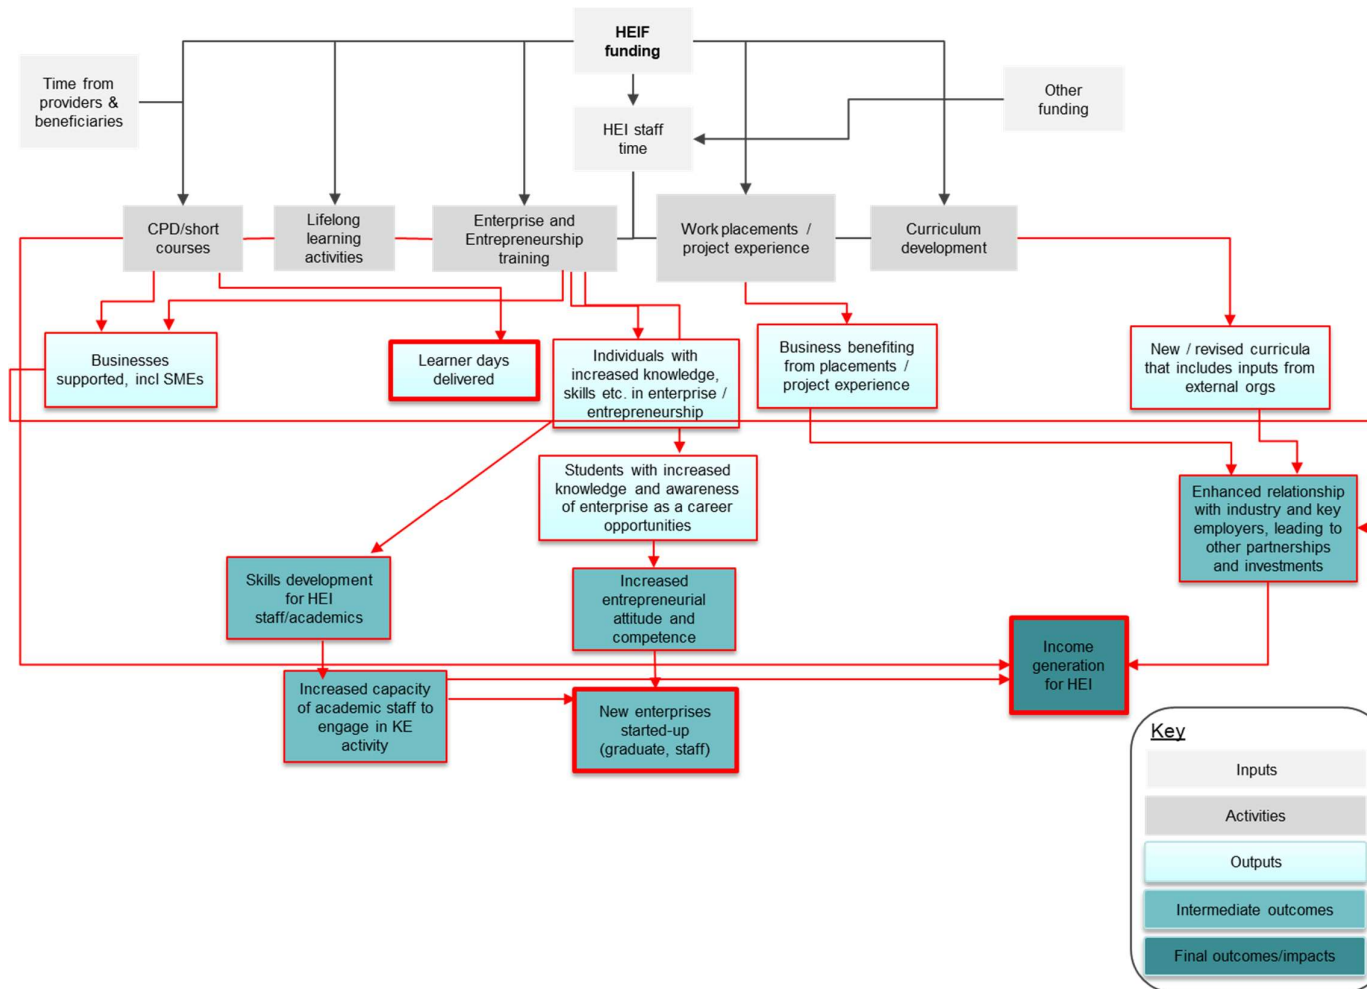 HEIF
funding
Time from
providers &
beneficiaries
Other
funding
HEI staff
time
CPD/short
courses
Lifelong
learning
activities
Enterprise and
Entrepreneurship
training
Work placements /
project experience
Curriculum
development
Businesses
supported, incl SMEs
Learner days
delivered
Individuals with
increased knowledge,
skills etc. in enterprise /
entrepreneurship
Business benefiting
from placements /
project experience
New / revised curricula
that includes inputs from
external orgs
Students with increased
knowledge and awareness
of enterprise as a career
opportunities
Enhanced relationship
with industry and key
employers, leading to
other partnerships
and investments
Skills development
for HEI
staff/academics
Increased
entrepreneurial
attitude and
competence
Income
generation
for HEI
Increased capacity
of academic staff to
engage in KE
activity
New enterprises
started-up
(graduate, staff)
Key
Inputs
Activities
Outputs
Intermediate outcomes
Final outcomes/impacts